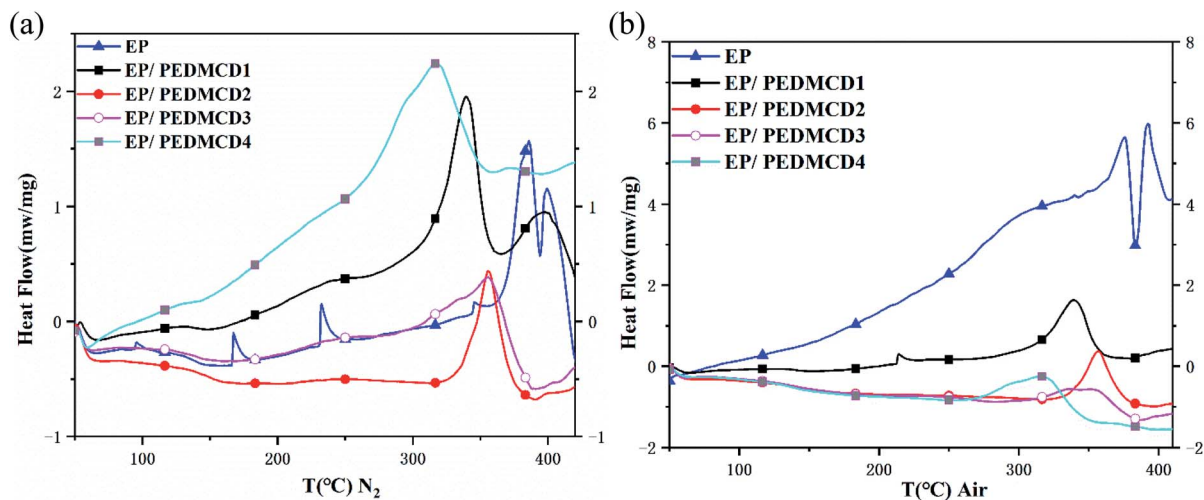 (a)
EP
EP/ PEDMCD1
EP/ PEDMCD2
EP/ PEDMCD3
EP/ PEDMCD4
Heat Flow(mw/mg)
2
1
0
−1
2
1
0
−1
100
200
300
400
T(℃) N₂
(b)
EP
EP/ PEDMCD1
EP/ PEDMCD2
EP/ PEDMCD3
EP/ PEDMCD4
Heat Flow(mw/mg)
8
6
4
2
0
−2
8
6
4
2
0
−2
100
200
300
400
T(℃) Air